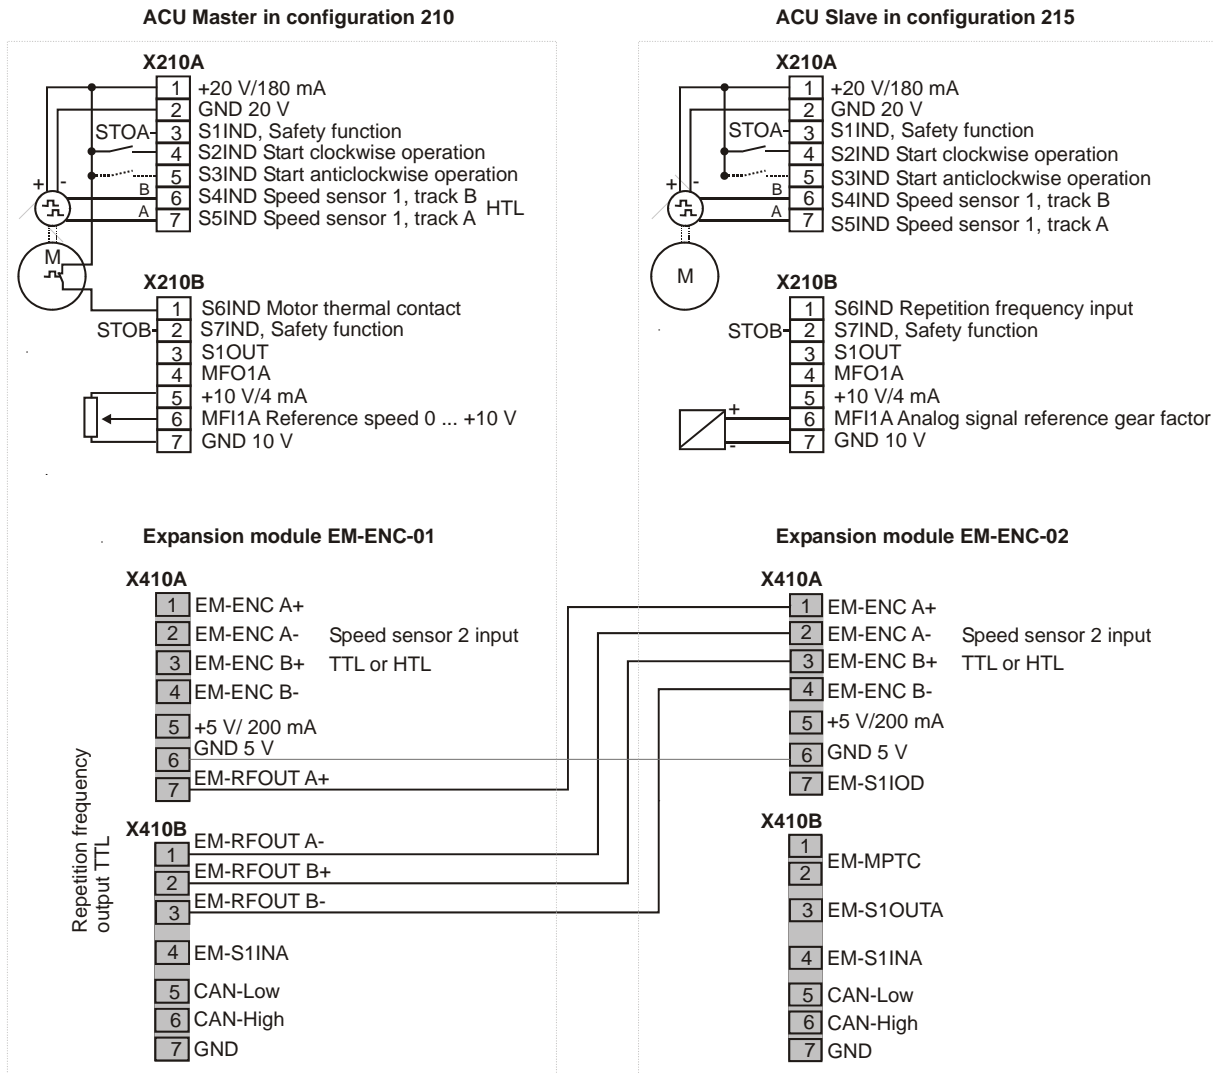 ACU Master in configuration 210
X210A
1 +20 V/180 mA
2 GND 20 V
STOA 3 S1IND, Safety function
4 S2IND Start clockwise operation
5 S3IND Start anticlockwise operation
+ -
B 6 S4IND Speed sensor 1, track B
HTL
A 7 S5IND Speed sensor 1, track A
M
X210B
1 S6IND Motor thermal contact
STOB 2 S7IND, Safety function
3 S1OUT
4 MFO1A
5 +10 V/4 mA
6 MFI1A Reference speed 0 ... +10 V
7 GND 10 V
Expansion module EM-ENC-01
X410A
1 EM-ENC A+
2 EM-ENC A- Speed sensor 2 input
3 EM-ENC B+ TTL or HTL
4 EM-ENC B-
5 +5 V/ 200 mA
6 GND 5 V
7 EM-RFOUT A+
Repetition frequency
output TTL
X410B
1 EM-RFOUT A-
2 EM-RFOUT B+
3 EM-RFOUT B-
4 EM-S1INA
5 CAN-Low
6 CAN-High
7 GND
ACU Slave in configuration 215
X210A
1 +20 V/180 mA
2 GND 20 V
STOA 3 S1IND, Safety function
4 S2IND Start clockwise operation
5 S3IND Start anticlockwise operation
+ -
B 6 S4IND Speed sensor 1, track B
A 7 S5IND Speed sensor 1, track A
M
X210B
1 S6IND Repetition frequency input
STOB 2 S7IND, Safety function
3 S1OUT
4 MFO1A
5 +10 V/4 mA
+ 6 MFI1A Analog signal reference gear factor
- 7 GND 10 V
Expansion module EM-ENC-02
X410A
1 EM-ENC A+
2 EM-ENC A- Speed sensor 2 input
3 EM-ENC B+ TTL or HTL
4 EM-ENC B-
5 +5 V/200 mA
6 GND 5 V
7 EM-S1IOD
X410B
1
EM-MPTC
2
3 EM-S1OUTA
4 EM-S1INA
5 CAN-Low
6 CAN-High
7 GND